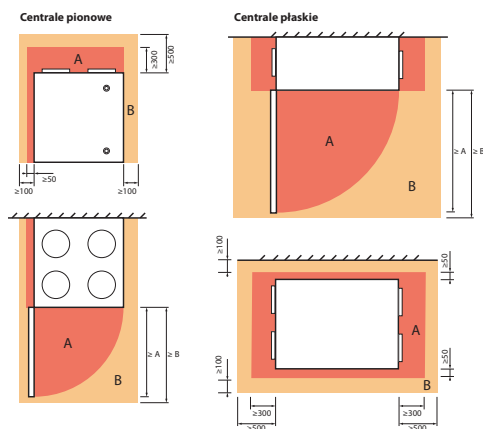 Centrale pionowe
A
B
≥300
≥500
≥50
≥100
≥100
A
B
≥ A
≥ B
Centrale płaskie
A
B
≥ A
≥ B
≥100
≥50
A
≥50
≥100
B
≥300
≥300
≥500
≥500